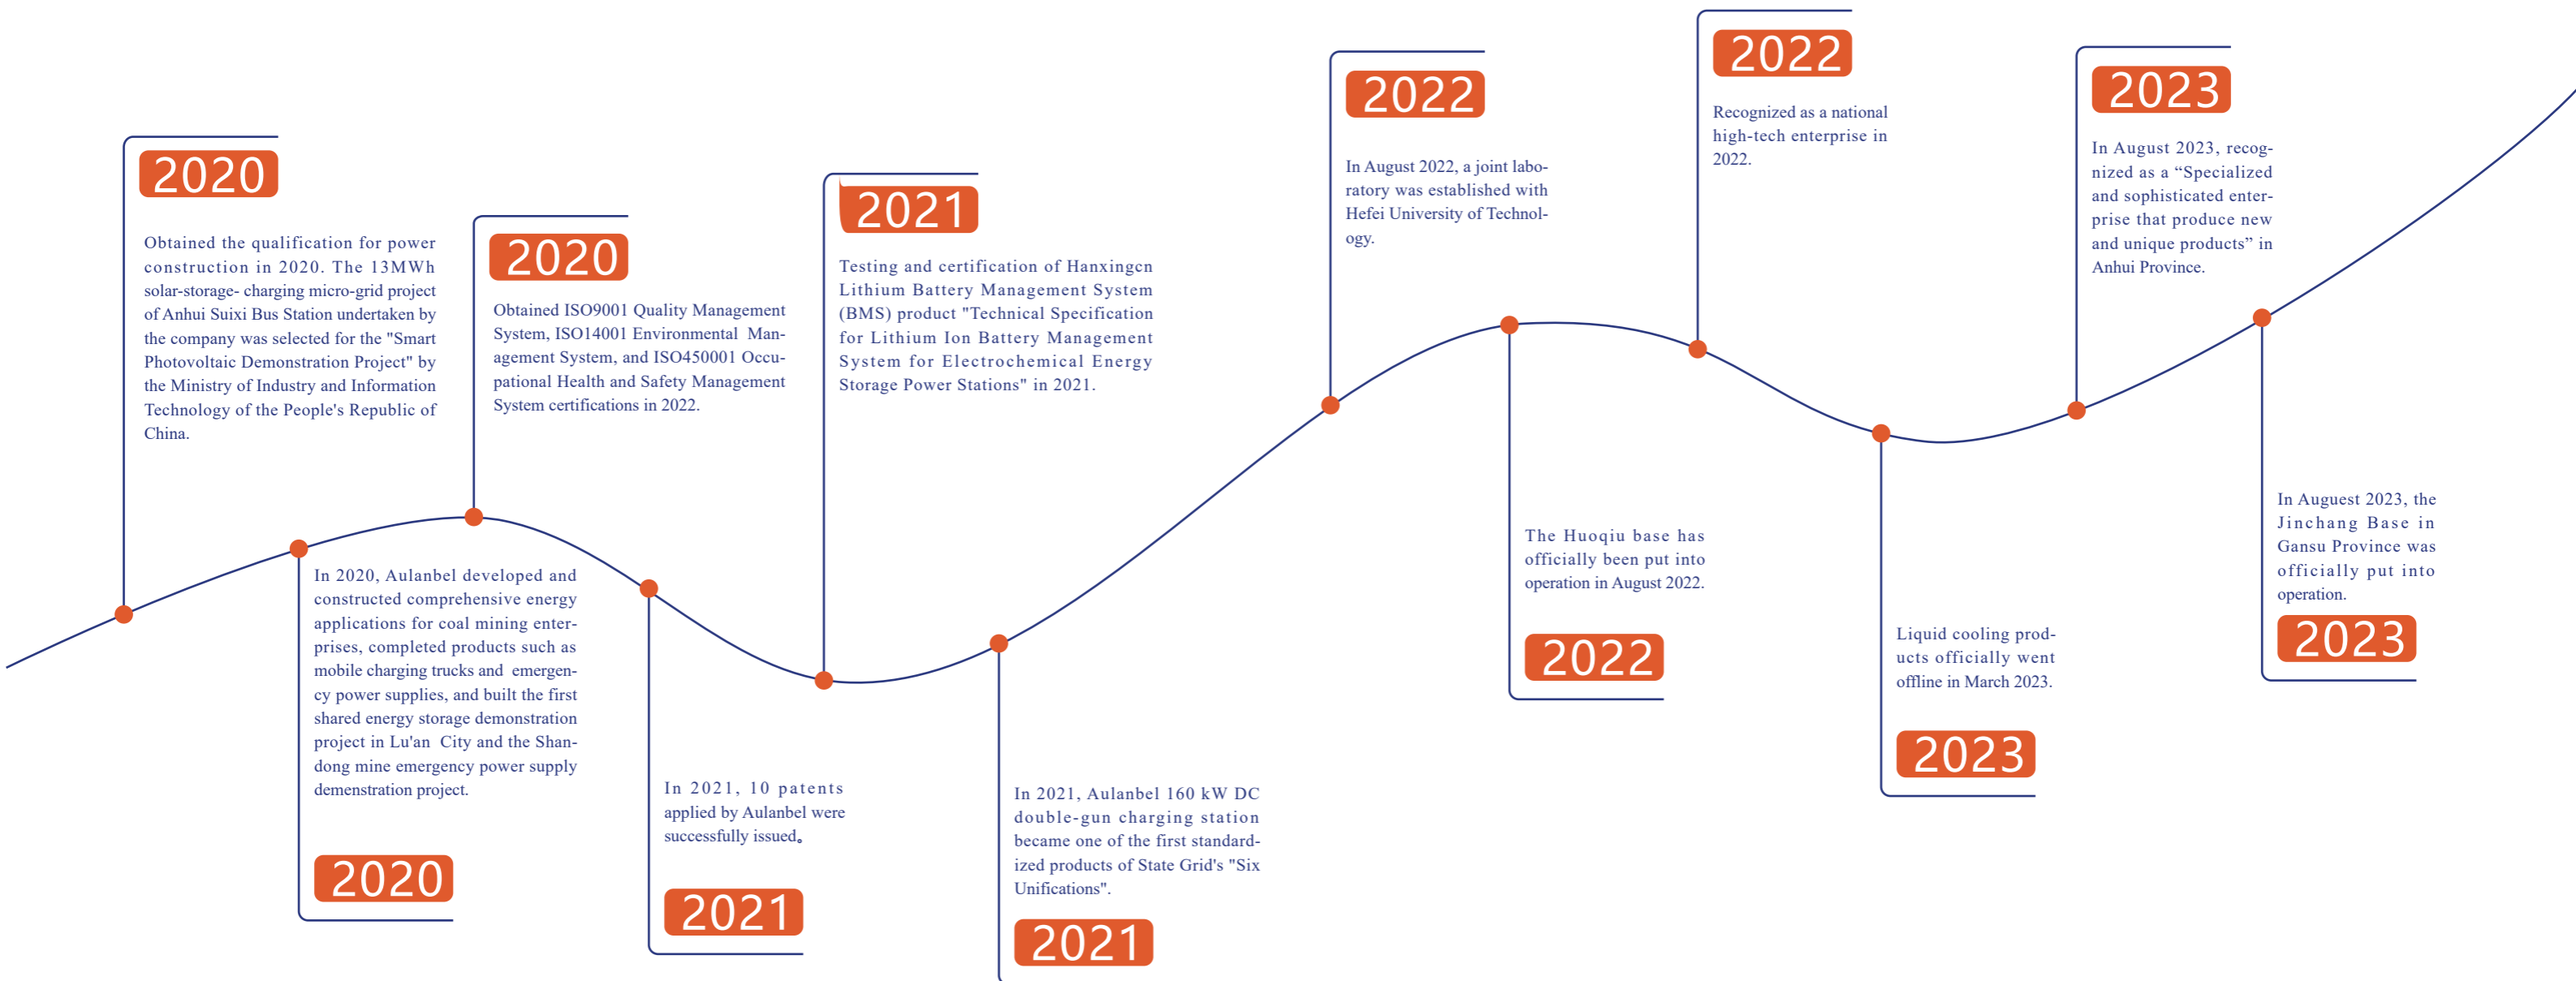 2020
Obtained the qualification for power
construction in 2020. The 13MWh
solar-storage- charging micro-grid project
of Anhui Suixi Bus Station undertaken by
the company was selected for the "Smart
Photovoltaic Demonstration Project" by
the Ministry of Industry and Information
Technology of the People's Republic of
China.
In 2020, Aulanbel developed and
constructed comprehensive energy
applications for coal mining enter-
prises, completed products such as
mobile charging trucks and emergen-
cy power supplies, and built the first
shared energy storage demonstration
project in Lu'an City and the Shan-
dong mine emergency power supply
demenstration project.
2020
2020
Obtained ISO9001 Quality Management
System, ISO14001 Environmental Man-
agement System, and ISO450001 Occu-
pational Health and Safety Management
System certifications in 2022.
In 2021, 10 patents
applied by Aulanbel were
successfully issued。
2021
2021
Testing and certification of Hanxingcn
Lithium Battery Management System
(BMS) product "Technical Specification
for Lithium Ion Battery Management
System for Electrochemical Energy
Storage Power Stations" in 2021.
In 2021, Aulanbel 160 kW DC
double-gun charging station
became one of the first standard-
ized products of State Grid's "Six
Unifications".
2021
2022
In August 2022, a joint labo-
ratory was established with
Hefei University of Technol-
ogy.
The Huoqiu base has
officially been put into
operation in August 2022.
2022
2022
Recognized as a national
high-tech enterprise in
2022.
Liquid cooling prod-
ucts officially went
offline in March 2023.
2023
2023
In August 2023, recog-
nized as a “Specialized
and sophisticated enter-
prise that produce new
and unique products” in
Anhui Province.
In Auguest 2023, the
Jinchang Base in
Gansu Province was
officially put into
operation.
2023